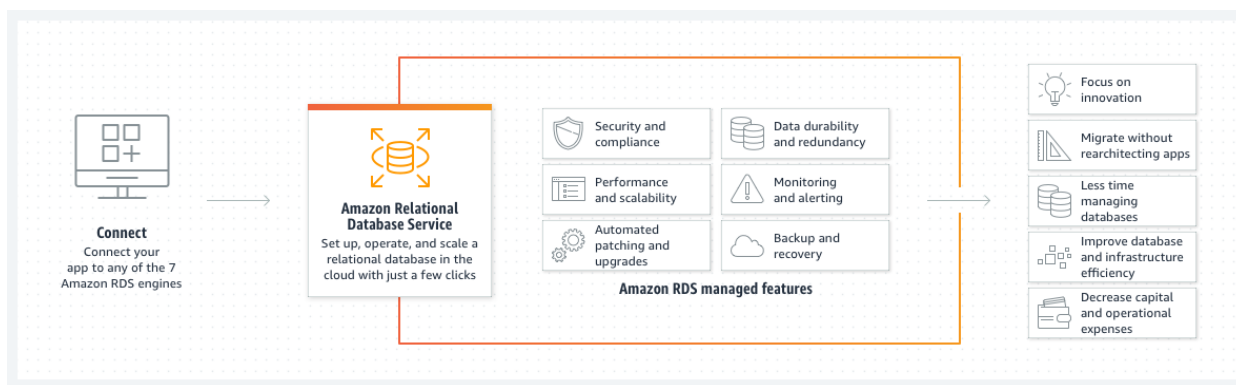 Connect
Connect your
app to any of the 7
Amazon RDS engines
Amazon Relational
Database Service
Set up, operate, and scale a
relational database in the
cloud with just a few clicks
Security and
compliance
Data durability
and redundancy
Performance
and scalability
Monitoring
and alerting
Automated
patching and
upgrades
Backup and
recovery
Amazon RDS managed features
Focus on
innovation
Migrate without
rearchitecting apps
Less time
managing
databases
Improve database
and infrastructure
efficiency
Decrease capital
and operational
expenses